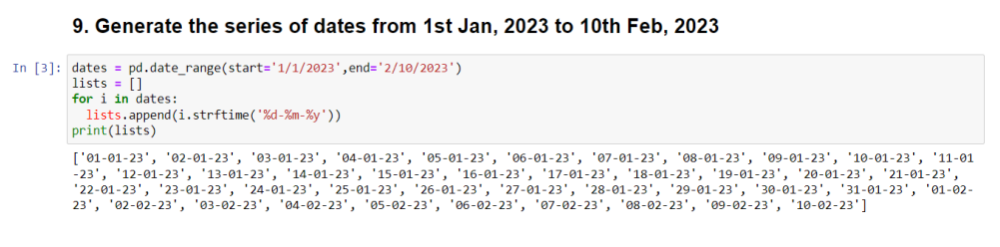 9. Generate the series of dates from 1st Jan, 2023 to 10th Feb, 2023
In [3]: dates = pd.date_range(start='1/1/2023',end='2/10/2023')
lists = []
for i in dates:
  lists.append(i.strftime('%d-%m-%y'))
print(lists)
['01-01-23', '02-01-23', '03-01-23', '04-01-23', '05-01-23', '06-01-23', '07-01-23', '08-01-23', '09-01-23', '10-01-23', '11-01
-23', '12-01-23', '13-01-23', '14-01-23', '15-01-23', '16-01-23', '17-01-23', '18-01-23', '19-01-23', '20-01-23', '21-01-23',
'22-01-23', '23-01-23', '24-01-23', '25-01-23', '26-01-23', '27-01-23', '28-01-23', '29-01-23', '30-01-23', '31-01-23', '01-02-
23', '02-02-23', '03-02-23', '04-02-23', '05-02-23', '06-02-23', '07-02-23', '08-02-23', '09-02-23', '10-02-23']